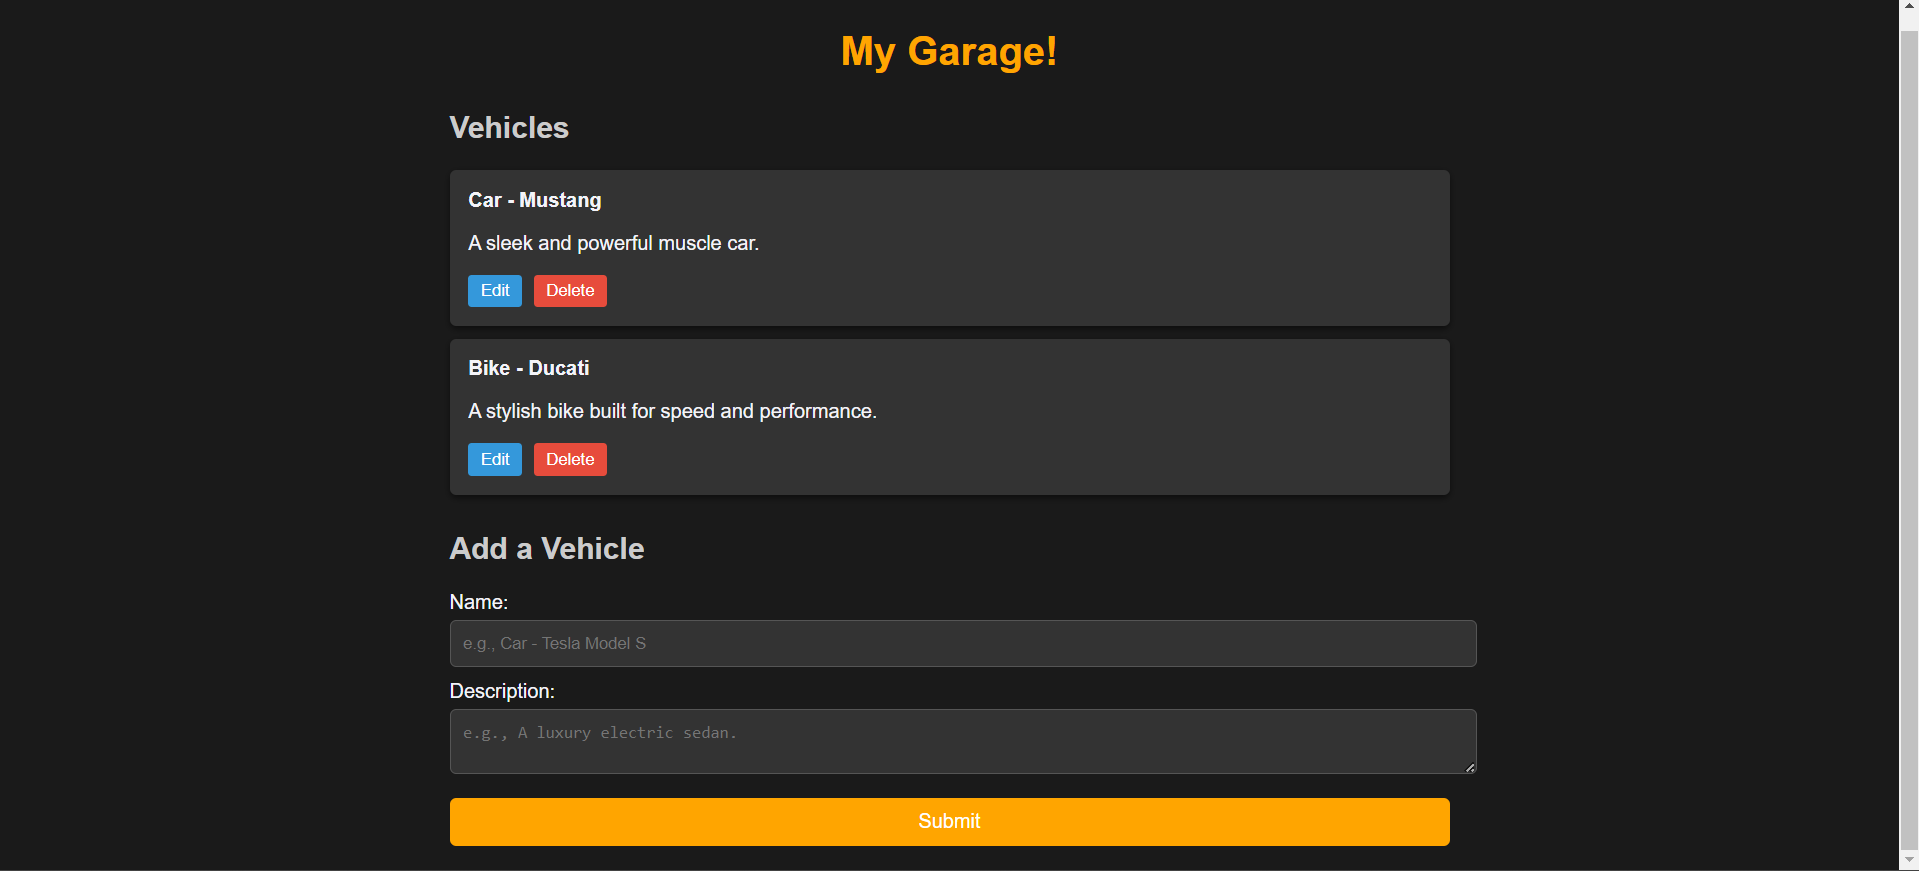 My Garage!
Vehicles
Car - Mustang
A sleek and powerful muscle car.
Edit Delete
Bike - Ducati
A stylish bike built for speed and performance.
Edit Delete
Add a Vehicle
Name:
e.g., Car - Tesla Model S
Description:
e.g., A luxury electric sedan.
Submit